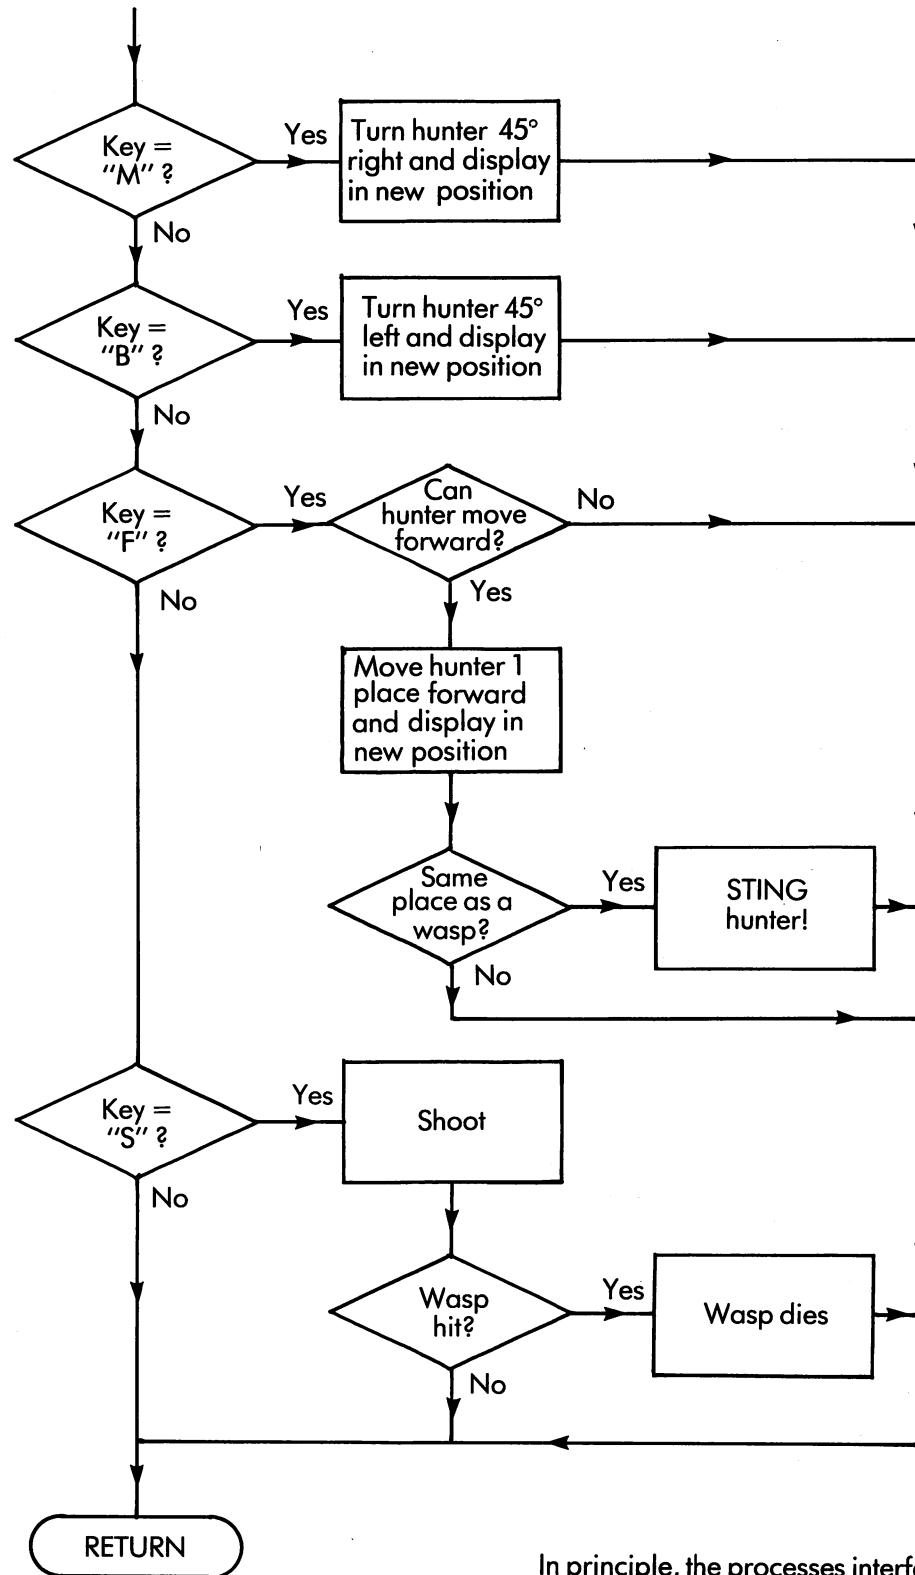 Key =
"M" ?
Yes
Turn hunter 45°
right and display
in new position
No
Key =
"B" ?
Yes
Turn hunter 45°
left and display
in new position
No
Key =
"F" ?
Yes
Can
hunter move
forward?
No
No
Yes
Move hunter 1
place forward
and display in
new position
Same
place as a
wasp?
Yes
STING
hunter!
No
Key =
"S" ?
Yes
Shoot
No
Wasp
hit?
Yes
Wasp dies
No
RETURN
In principle, the processes